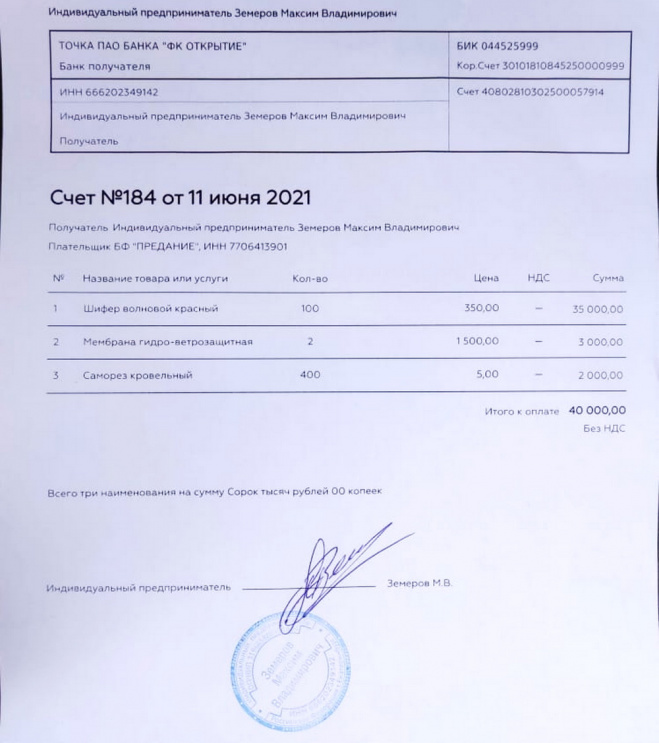 Индивидуальный предприниматель Земеров Максим Владимирович
ТОЧКА ПАО БАНКА "ФК ОТКРЫТИЕ"
БИК 044525999
Банк получателя
Кор.Счет 30101810845250000999
ИНН 666202349142
Счет 40802810302500057914
Индивидуальный предприниматель Земеров Максим Владимирович
Получатель
Счет №184 от 11 июня 2021
Получатель Индивидуальный предприниматель Земеров Максим Владимирович
Плательщик БФ "ПРЕДАНИЕ", ИНН 7706413901
№ Название товара или услуги Кол-во Цена НДС Сумма
1 Шифер волновой красный 100 350,00 — 35 000,00
2 Мембрана гидро-ветрозащитная 2 1 500,00 — 3 000,00
3 Саморез кровельный 400 5,00 — 2 000,00
Итого к оплате 40 000,00
Без НДС
Всего три наименования на сумму Сорок тысяч рублей 00 копеек
Индивидуальный предприниматель Земеров М.В.
Земеров
Максим
Владимирович